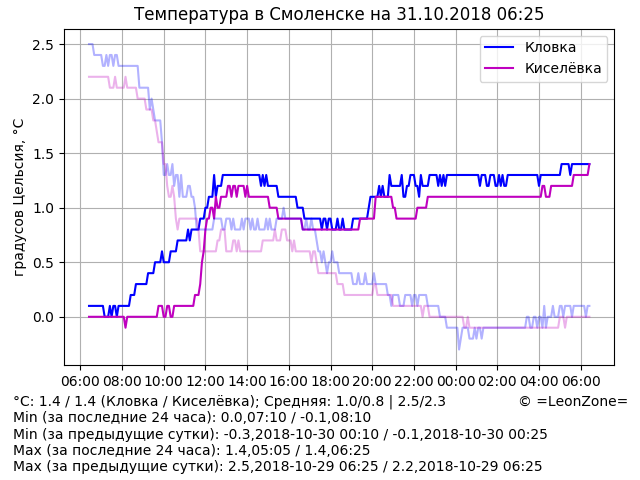 Температура в Смоленске на 31.10.2018 06:25
градусов Цельсия, °C
2.5
2.0
1.5
1.0
0.5
0.0
Кловка
Киселёвка
06:00 08:00 10:00 12:00 14:00 16:00 18:00 20:00 22:00 00:00 02:00 04:00 06:00
°C: 1.4 / 1.4 (Кловка / Киселёвка); Средняя: 1.0/0.8 | 2.5/2.3 © =LeonZone=
Min (за последние 24 часа): 0.0,07:10 / -0.1,08:10
Min (за предыдущие сутки): -0.3,2018-10-30 00:10 / -0.1,2018-10-30 00:25
Max (за последние 24 часа): 1.4,05:05 / 1.4,06:25
Max (за предыдущие сутки): 2.5,2018-10-29 06:25 / 2.2,2018-10-29 06:25